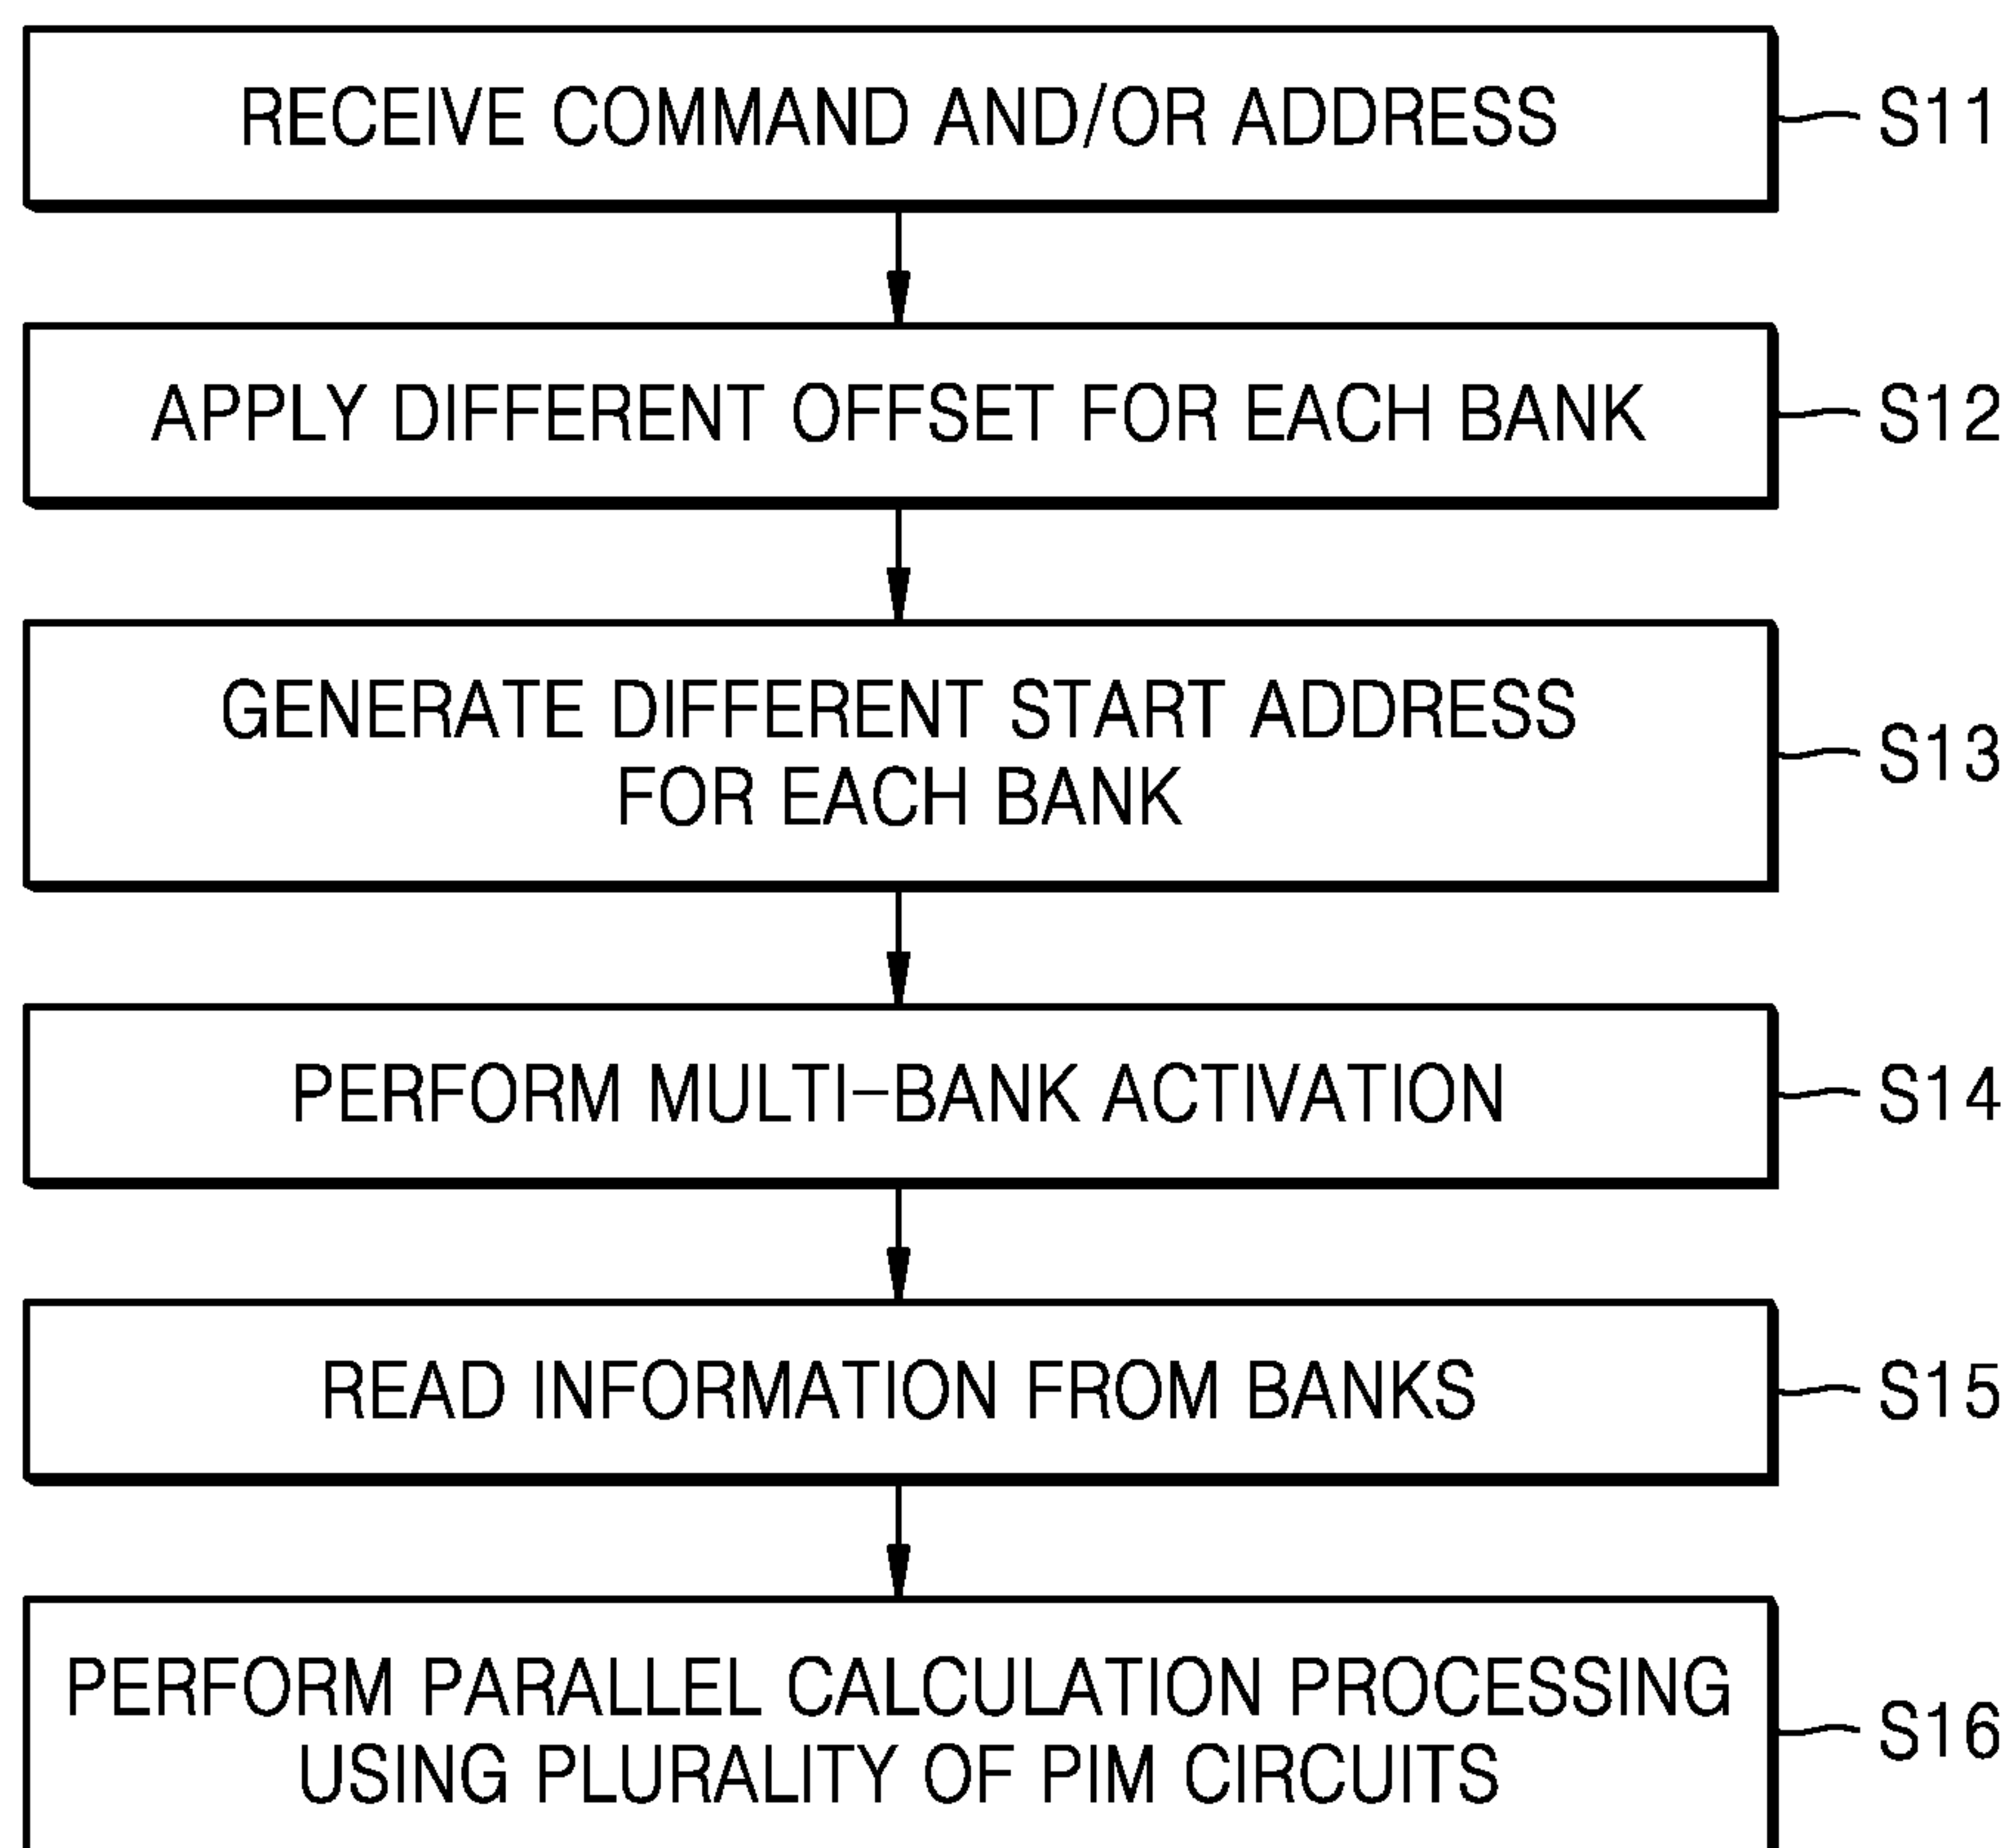 RECEIVE COMMAND AND/OR ADDRESS
S11
APPLY DIFFERENT OFFSET FOR EACH BANK
S12
GENERATE DIFFERENT START ADDRESS
FOR EACH BANK
S13
PERFORM MULTI-BANK ACTIVATION
S14
READ INFORMATION FROM BANKS
S15
PERFORM PARALLEL CALCULATION PROCESSING
USING PLURALITY OF PIM CIRCUITS
S16